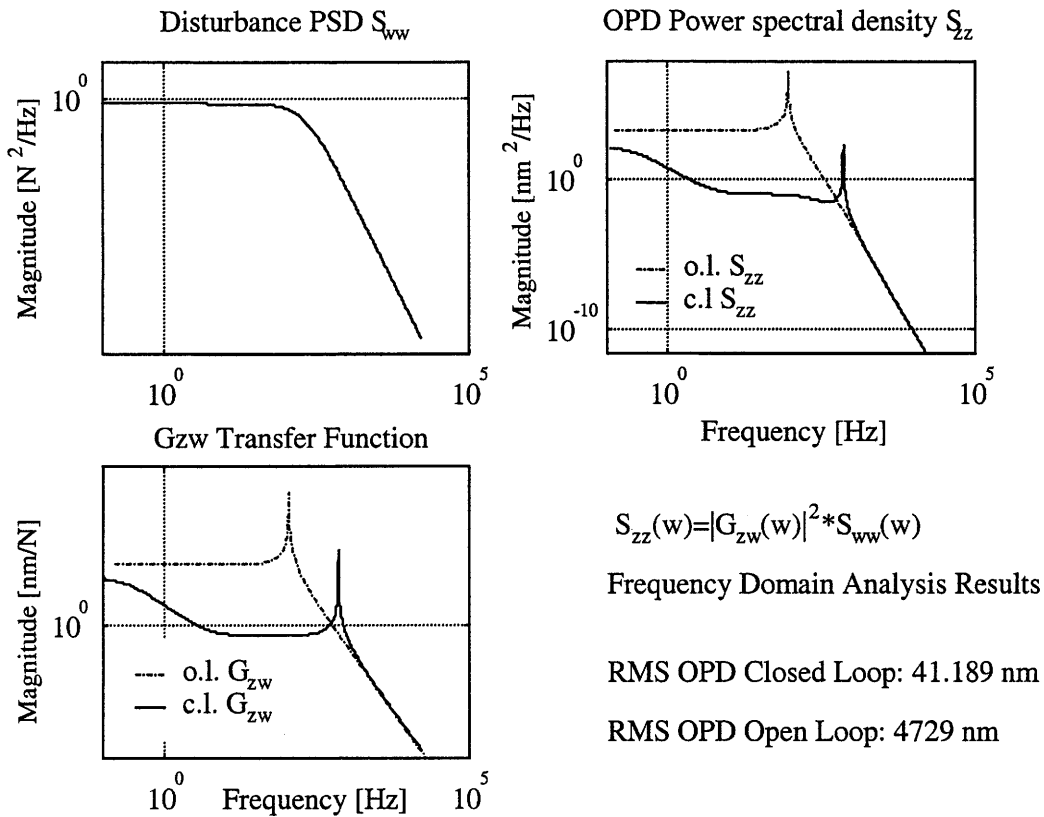 Disturbance PSD S_ww
Magnitude [N^2/Hz]
10^0
10^0
10^5
OPD Power spectral density S_zz
Magnitude [nm^2/Hz]
10^0
10^-10
o.l. S_zz
c.l S_zz
10^0
10^5
Frequency [Hz]
Gzw Transfer Function
Magnitude [nm/N]
10^0
o.l. G_zw
c.l. G_zw
10^0
10^5
Frequency [Hz]
S_zz(w)=|G_zw(w)|^2*S_ww(w)
Frequency Domain Analysis Results
RMS OPD Closed Loop: 41.189 nm
RMS OPD Open Loop: 4729 nm